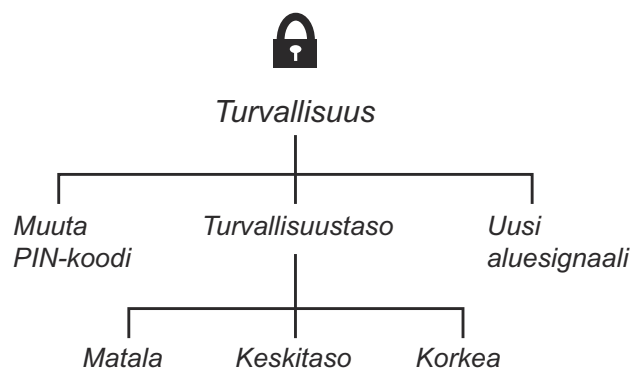 Turvallisuus
Muuta
PIN-koodi
Turvallisuustaso
Uusi
aluesignaali
Matala
Keskitaso
Korkea